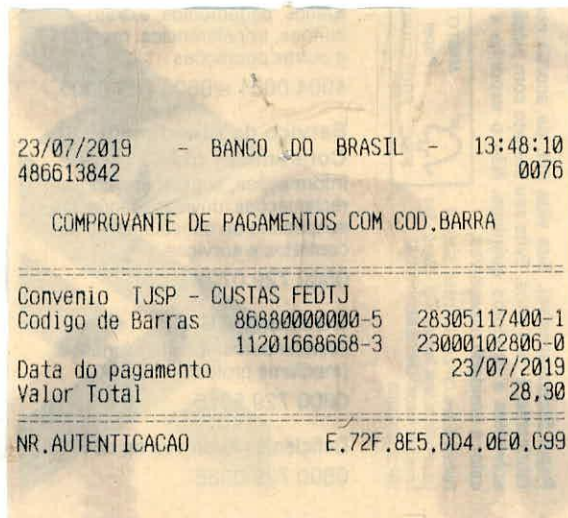 23/07/2019 - BANCO DO BRASIL - 13:48:10
486613842 0076
COMPROVANTE DE PAGAMENTOS COM COD.BARRA
Convenio TJSP - CUSTAS FEDTJ
Codigo de Barras 86880000000-5 28305117400-1
11201668668-3 23000102806-0
Data do pagamento 23/07/2019
Valor Total 28,30
NR.AUTENTICACAO E.72F.8E5.DD4.0E0.C99